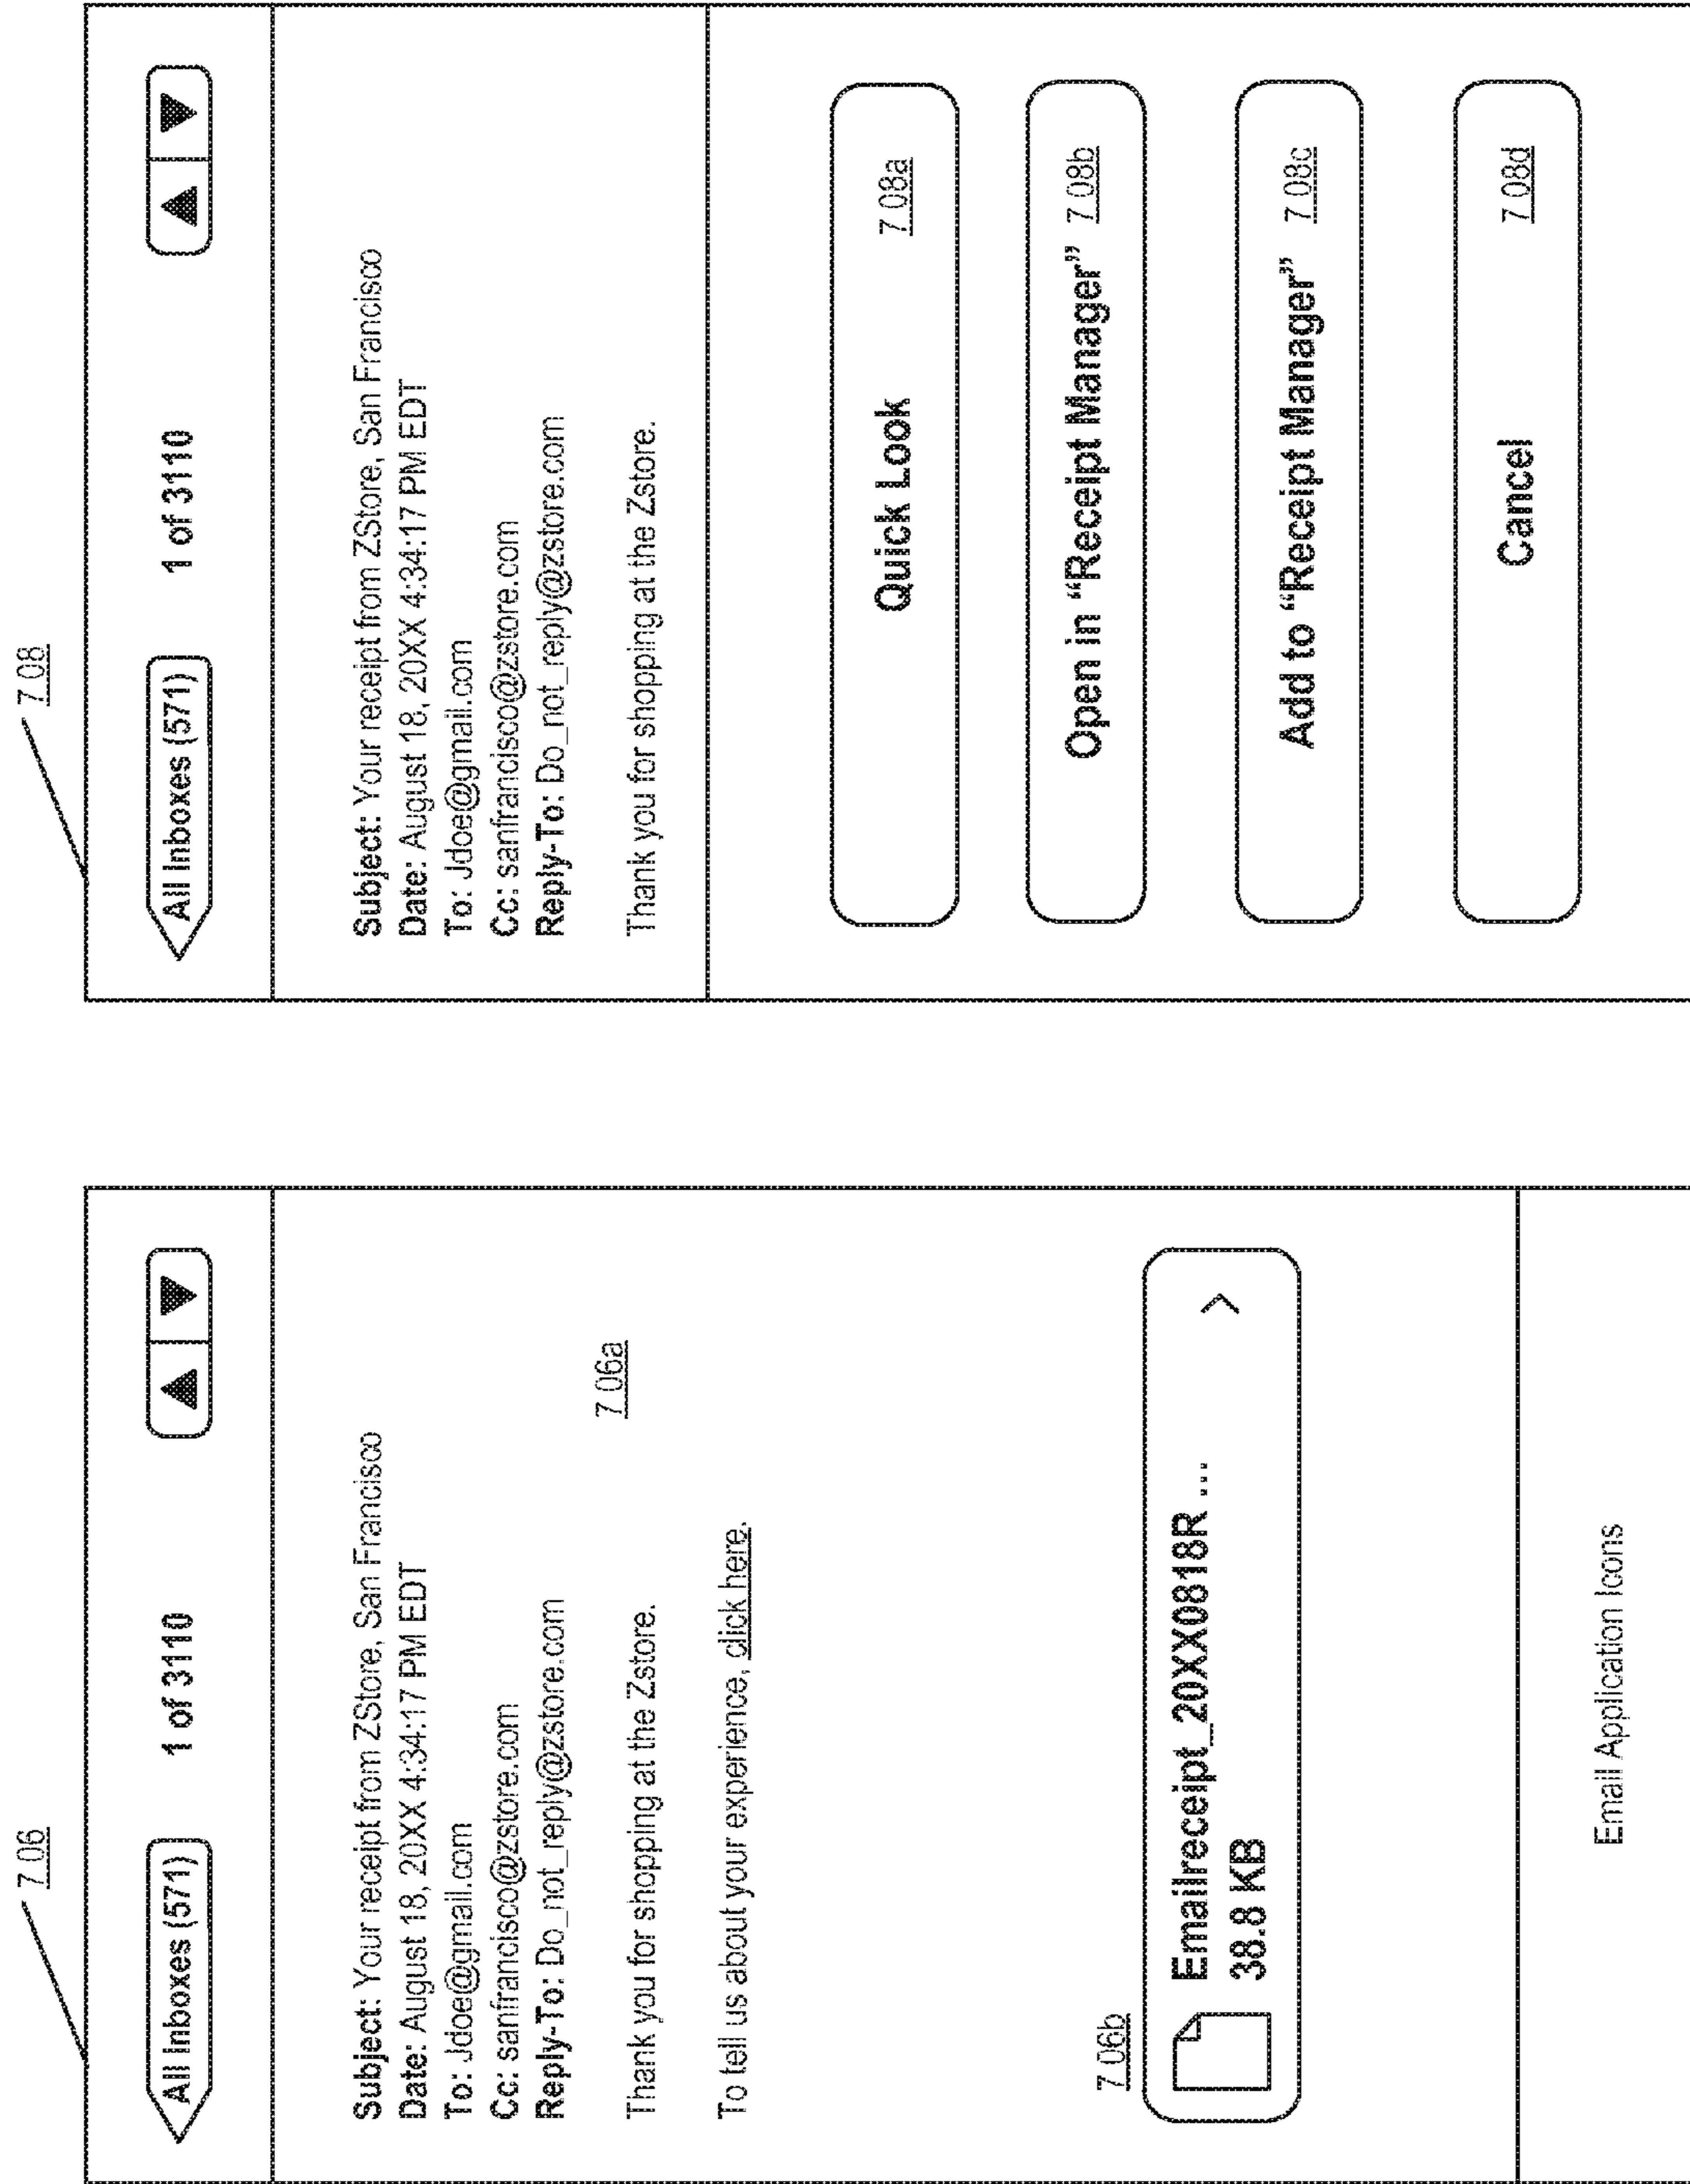 7.06
All Inboxes (571) 1 of 3110
Subject: Your receipt from ZStore, San Francisco
Date: August 18, 20XX 4:34:17 PM EDT
To: Jdoe@gmail.com
Cc: sanfrancisco@zstore.com
Reply-To: Do_not_reply@zstore.com
7.06a
Thank you for shopping at the Zstore.
To tell us about your experience, click here.
7.06b
Emailreceipt_20XX0818R ... >
38.8 KB
Email Application Icons
7.08
All Inboxes (571) 1 of 3110
Subject: Your receipt from ZStore, San Francisco
Date: August 18, 20XX 4:34:17 PM EDT
To: Jdoe@gmail.com
Cc: sanfrancisco@zstore.com
Reply-To: Do_not_reply@zstore.com
Thank you for shopping at the Zstore.
Quick Look 7.08a
Open in “Receipt Manager” 7.08b
Add to “Receipt Manager” 7.08c
Cancel 7.08d